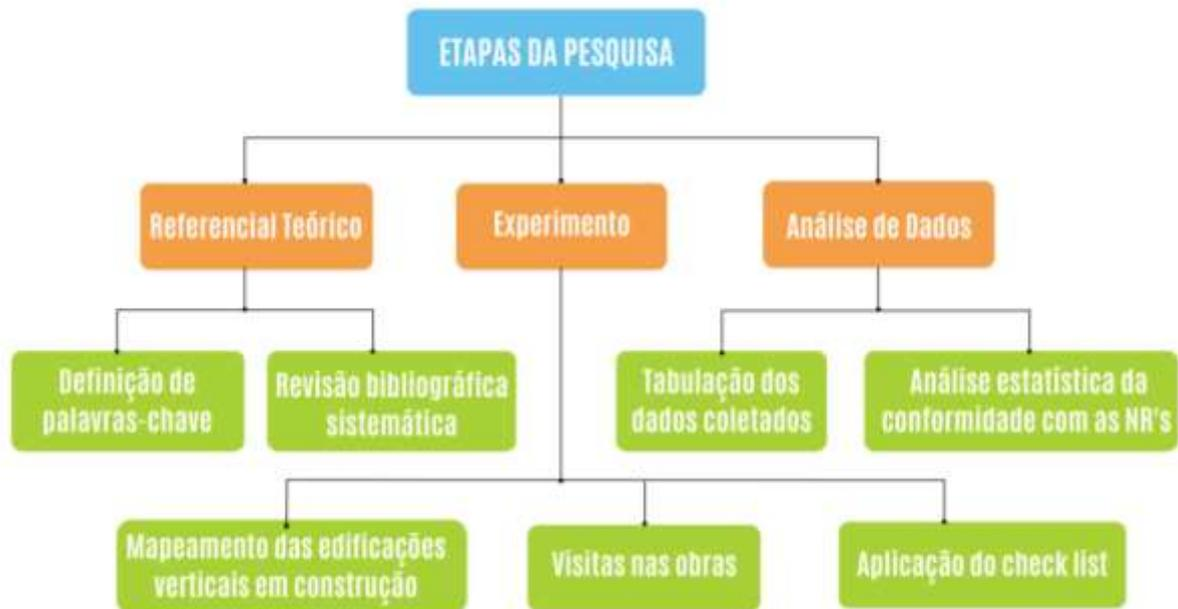 ETAPAS DA PESQUISA
Referencial Teórico
Experimento
Análise de Dados
Definição de
palavras-chave
Revisão bibliográfica
sistemática
Tabulação dos
dados coletados
Análise estatística da
conformidade com as NR's
Mapeamento das edificações
verticais em construção
Visitas nas obras
Aplicação do check list